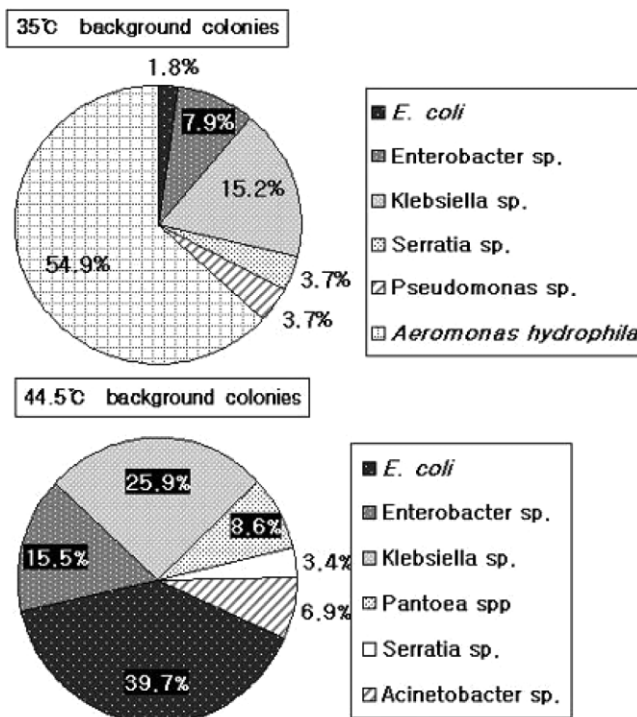 35℃ background colonies
1.8%
7.9%
15.2%
3.7%
3.7%
54.9%
E. coli
Enterobacter sp.
Klebsiella sp.
Serratia sp.
Pseudomonas sp.
Aeromonas hydrophila
44.5℃ background colonies
25.9%
8.6%
3.4%
6.9%
39.7%
15.5%
E. coli
Enterobacter sp.
Klebsiella sp.
Pantoea spp
Serratia sp.
Acinetobacter sp.